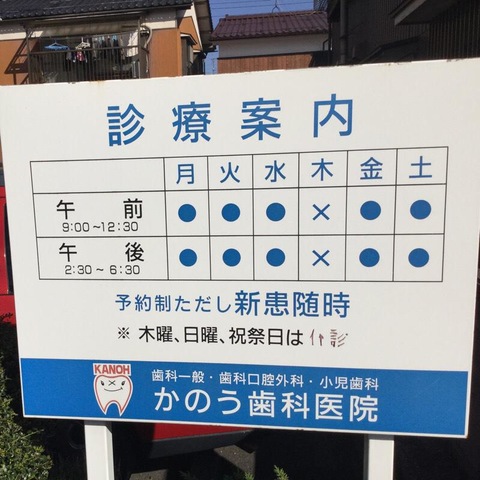 診療案内
月 火 水 木 金 土
午前 ● ● ● × ● ●
9:00~12:30
午後 ● ● ● × ● ●
2:30~6:30
予約制ただし新患随時
※ 木曜、日曜、祝祭日は
KANOH
歯科一般・歯科口腔外科・小児歯科
かのう歯科医院